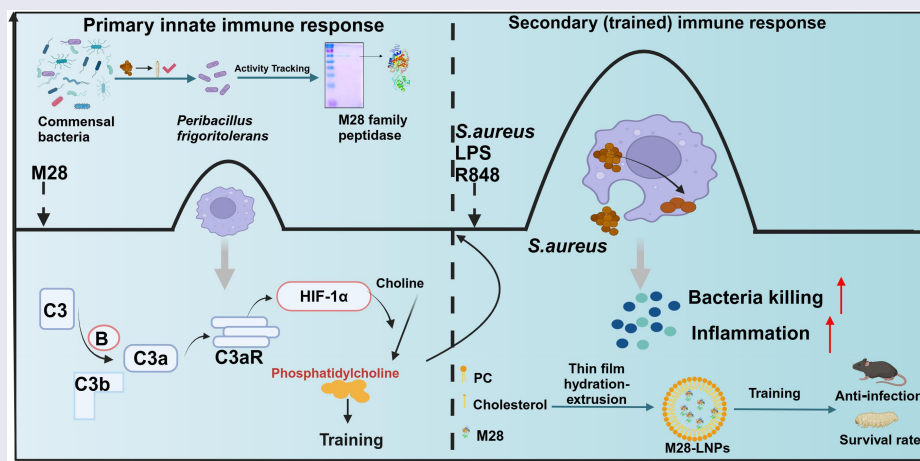 Primary innate immune response
Secondary (trained) immune response
Commensal
bacteria
Activity Tracking
Peribacillus
frigoritolerans
M28 family
peptidase
M28
S.aureus
LPS
R848
S.aureus
C3
B
C3b
C3a
C3aR
HIF-1α
Choline
Phosphatidylcholine
Training
Bacteria killing
Inflammation
PC
Cholesterol
M28
Thin film
hydration-
extrusion
M28-LNPs
Training
Anti-infection
Survival rate